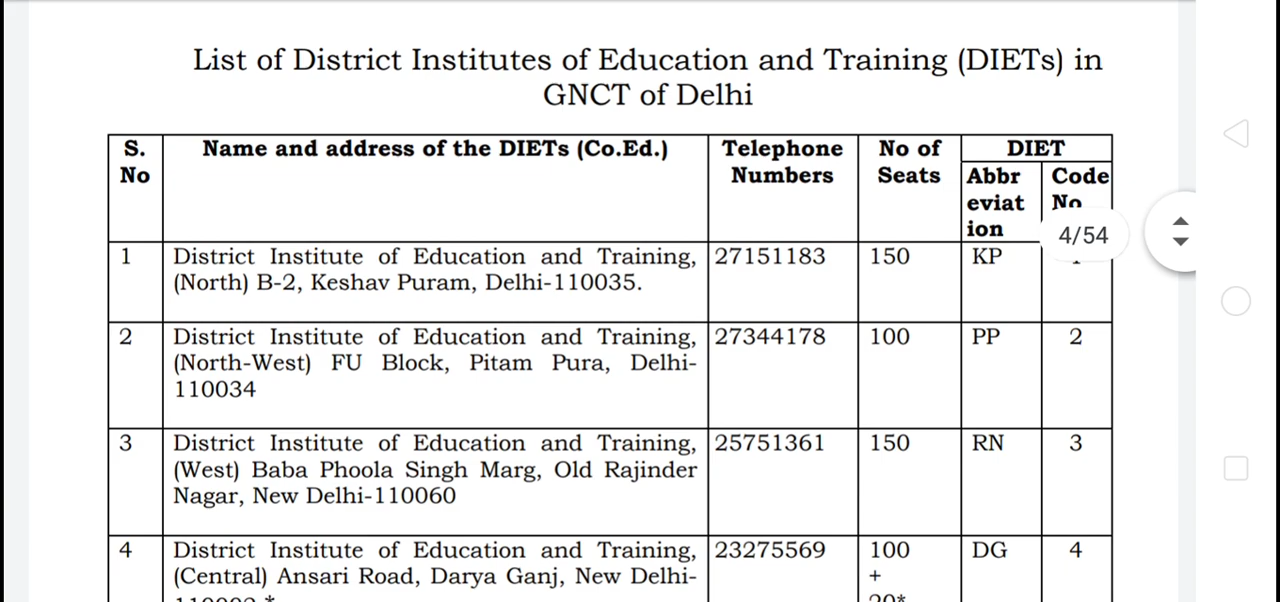 List of District Institutes of Education and Training (DIETs) in
GNCT of Delhi
S. No
Name and address of the DIETs (Co.Ed.)
Telephone Numbers
No of Seats
DIET
Abbr eviat ion
Code No
4/54
1
District Institute of Education and Training,
(North) B-2, Keshav Puram, Delhi-110035.
27151183
150
KP
2
District Institute of Education and Training,
(North-West) FU Block, Pitam Pura, Delhi-
110034
27344178
100
PP
2
3
District Institute of Education and Training,
(West) Baba Phoola Singh Marg, Old Rajinder
Nagar, New Delhi-110060
25751361
150
RN
3
4
District Institute of Education and Training,
(Central) Ansari Road, Darya Ganj, New Delhi-
23275569
100
+
DG
4